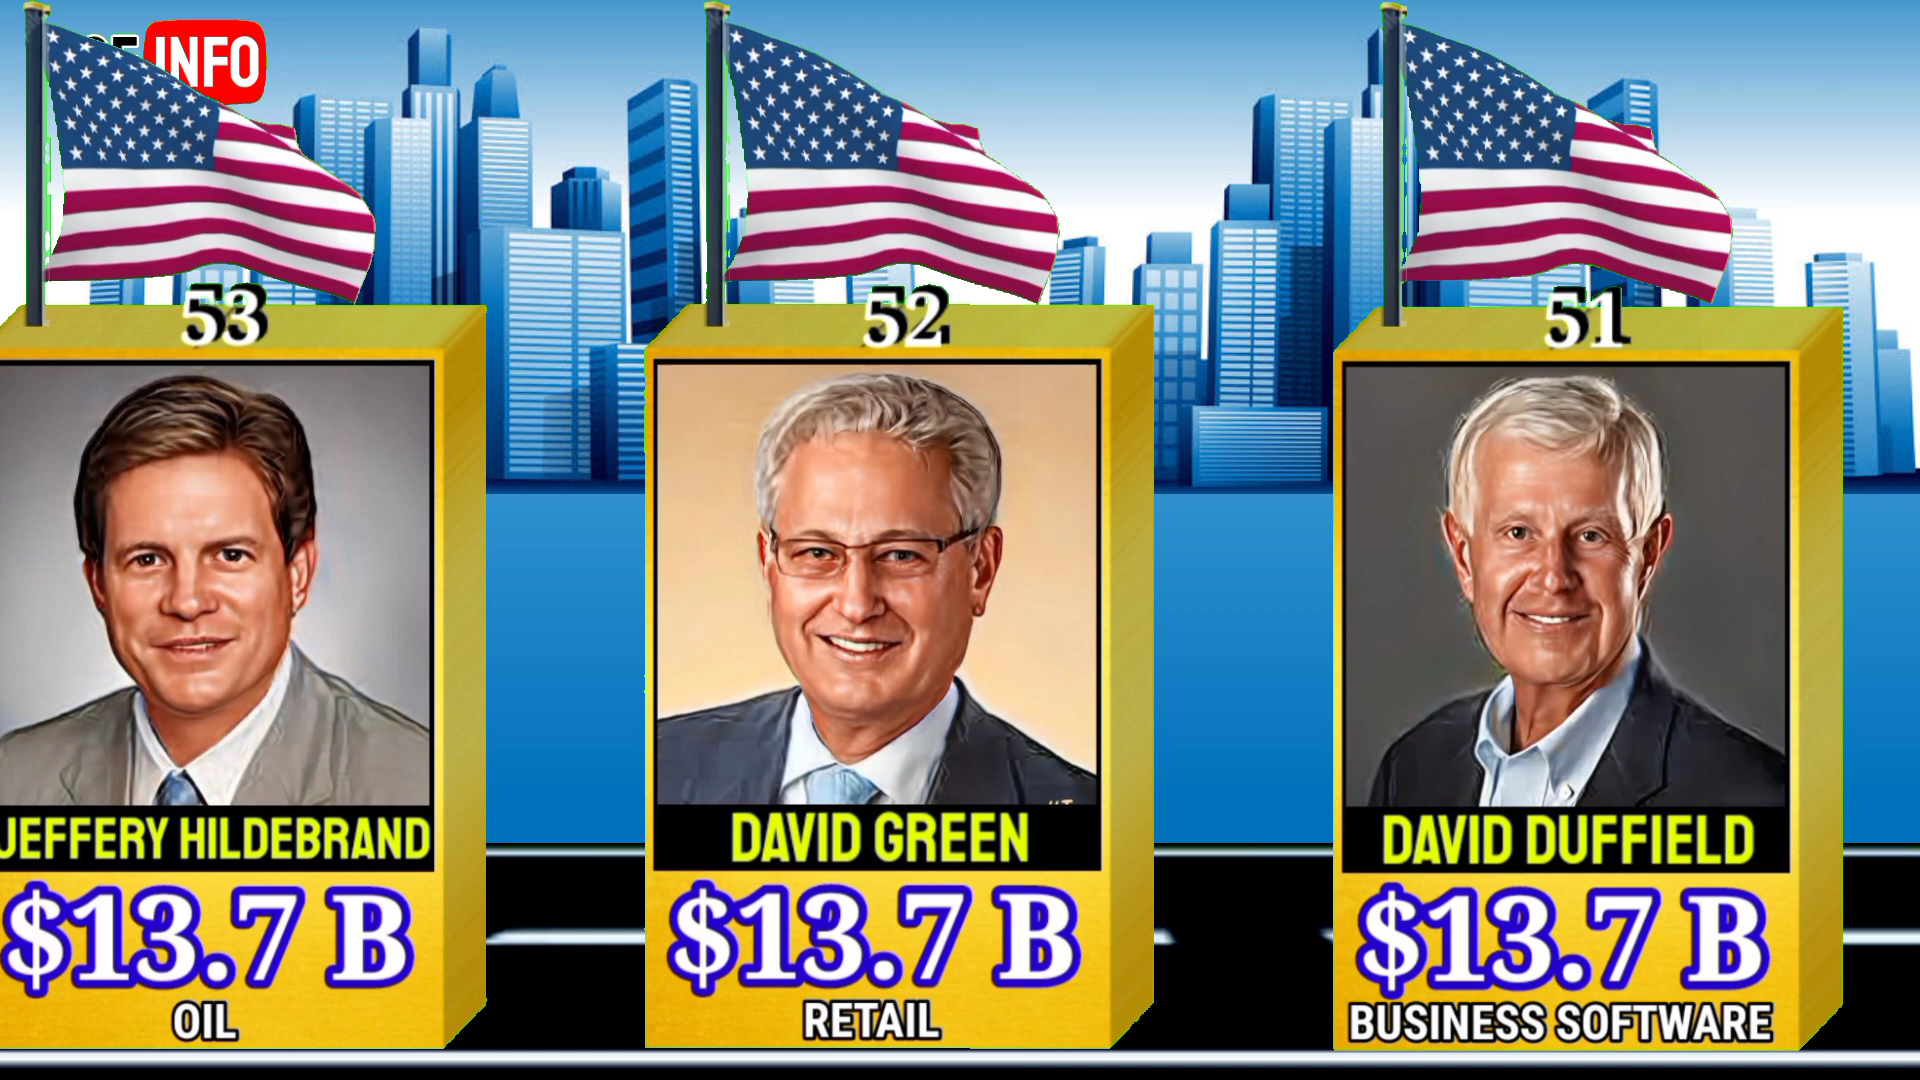 INFO
53
52
51
JEFFERY HILDEBRAND
DAVID GREEN
DAVID DUFFIELD
$13.7 B
$13.7 B
$13.7 B
OIL
RETAIL
BUSINESS SOFTWARE